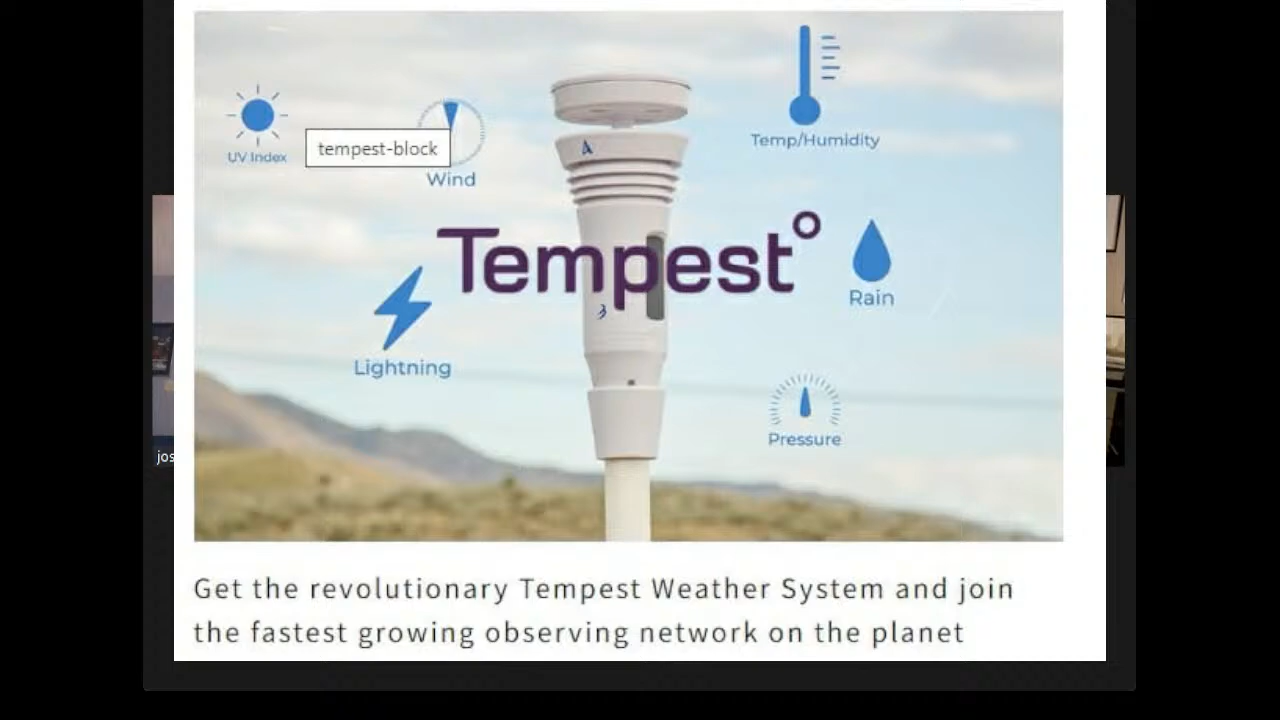 UV Index
tempest-block
Wind
Temp/Humidity
Tempest°
Rain
Lightning
Pressure
jos
Get the revolutionary Tempest Weather System and join
the fastest growing observing network on the planet